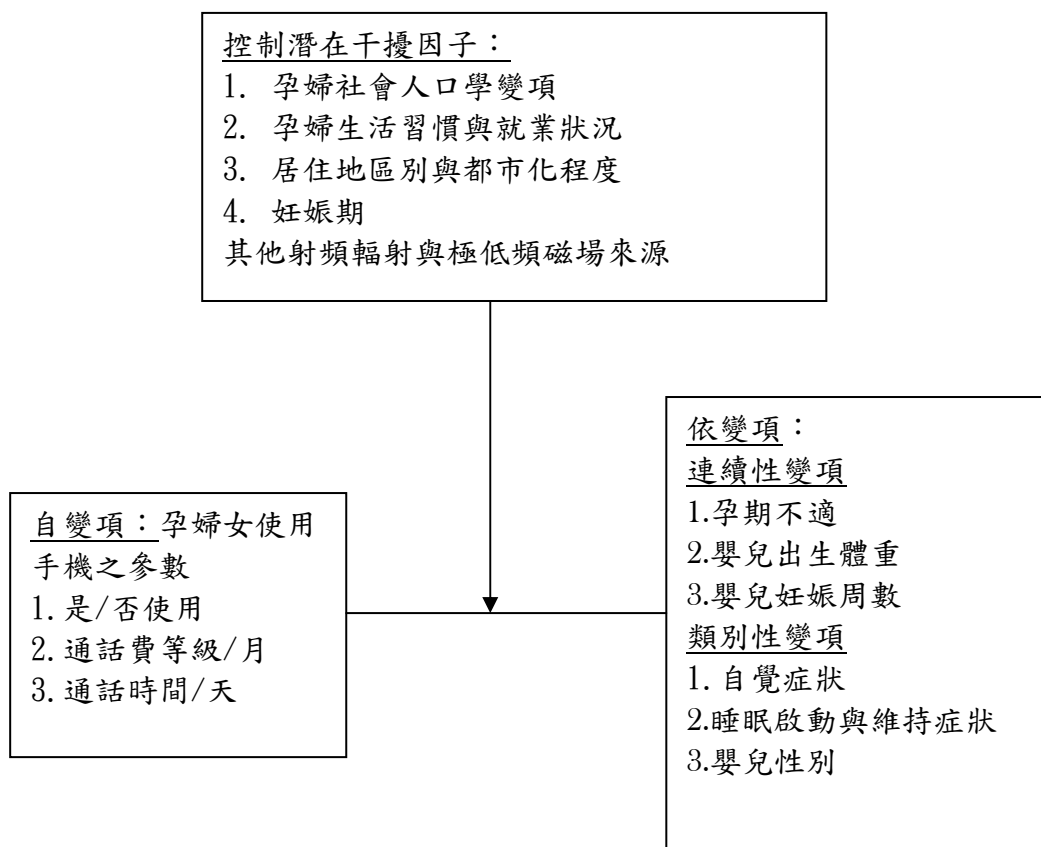 控制潛在干擾因子：
1. 孕婦社會人口學變項
2. 孕婦生活習慣與就業狀況
3. 居住地區別與都市化程度
4. 妊娠期
其他射頻輻射與極低頻磁場來源
自變項：孕婦女使用
手機之參數
1.是/否使用
2.通話費等級/月
3.通話時間/天
依變項：
連續性變項
1.孕期不適
2.嬰兒出生體重
3.嬰兒妊娠周數
類別性變項
1.自覺症狀
2.睡眠啟動與維持症狀
3.嬰兒性別